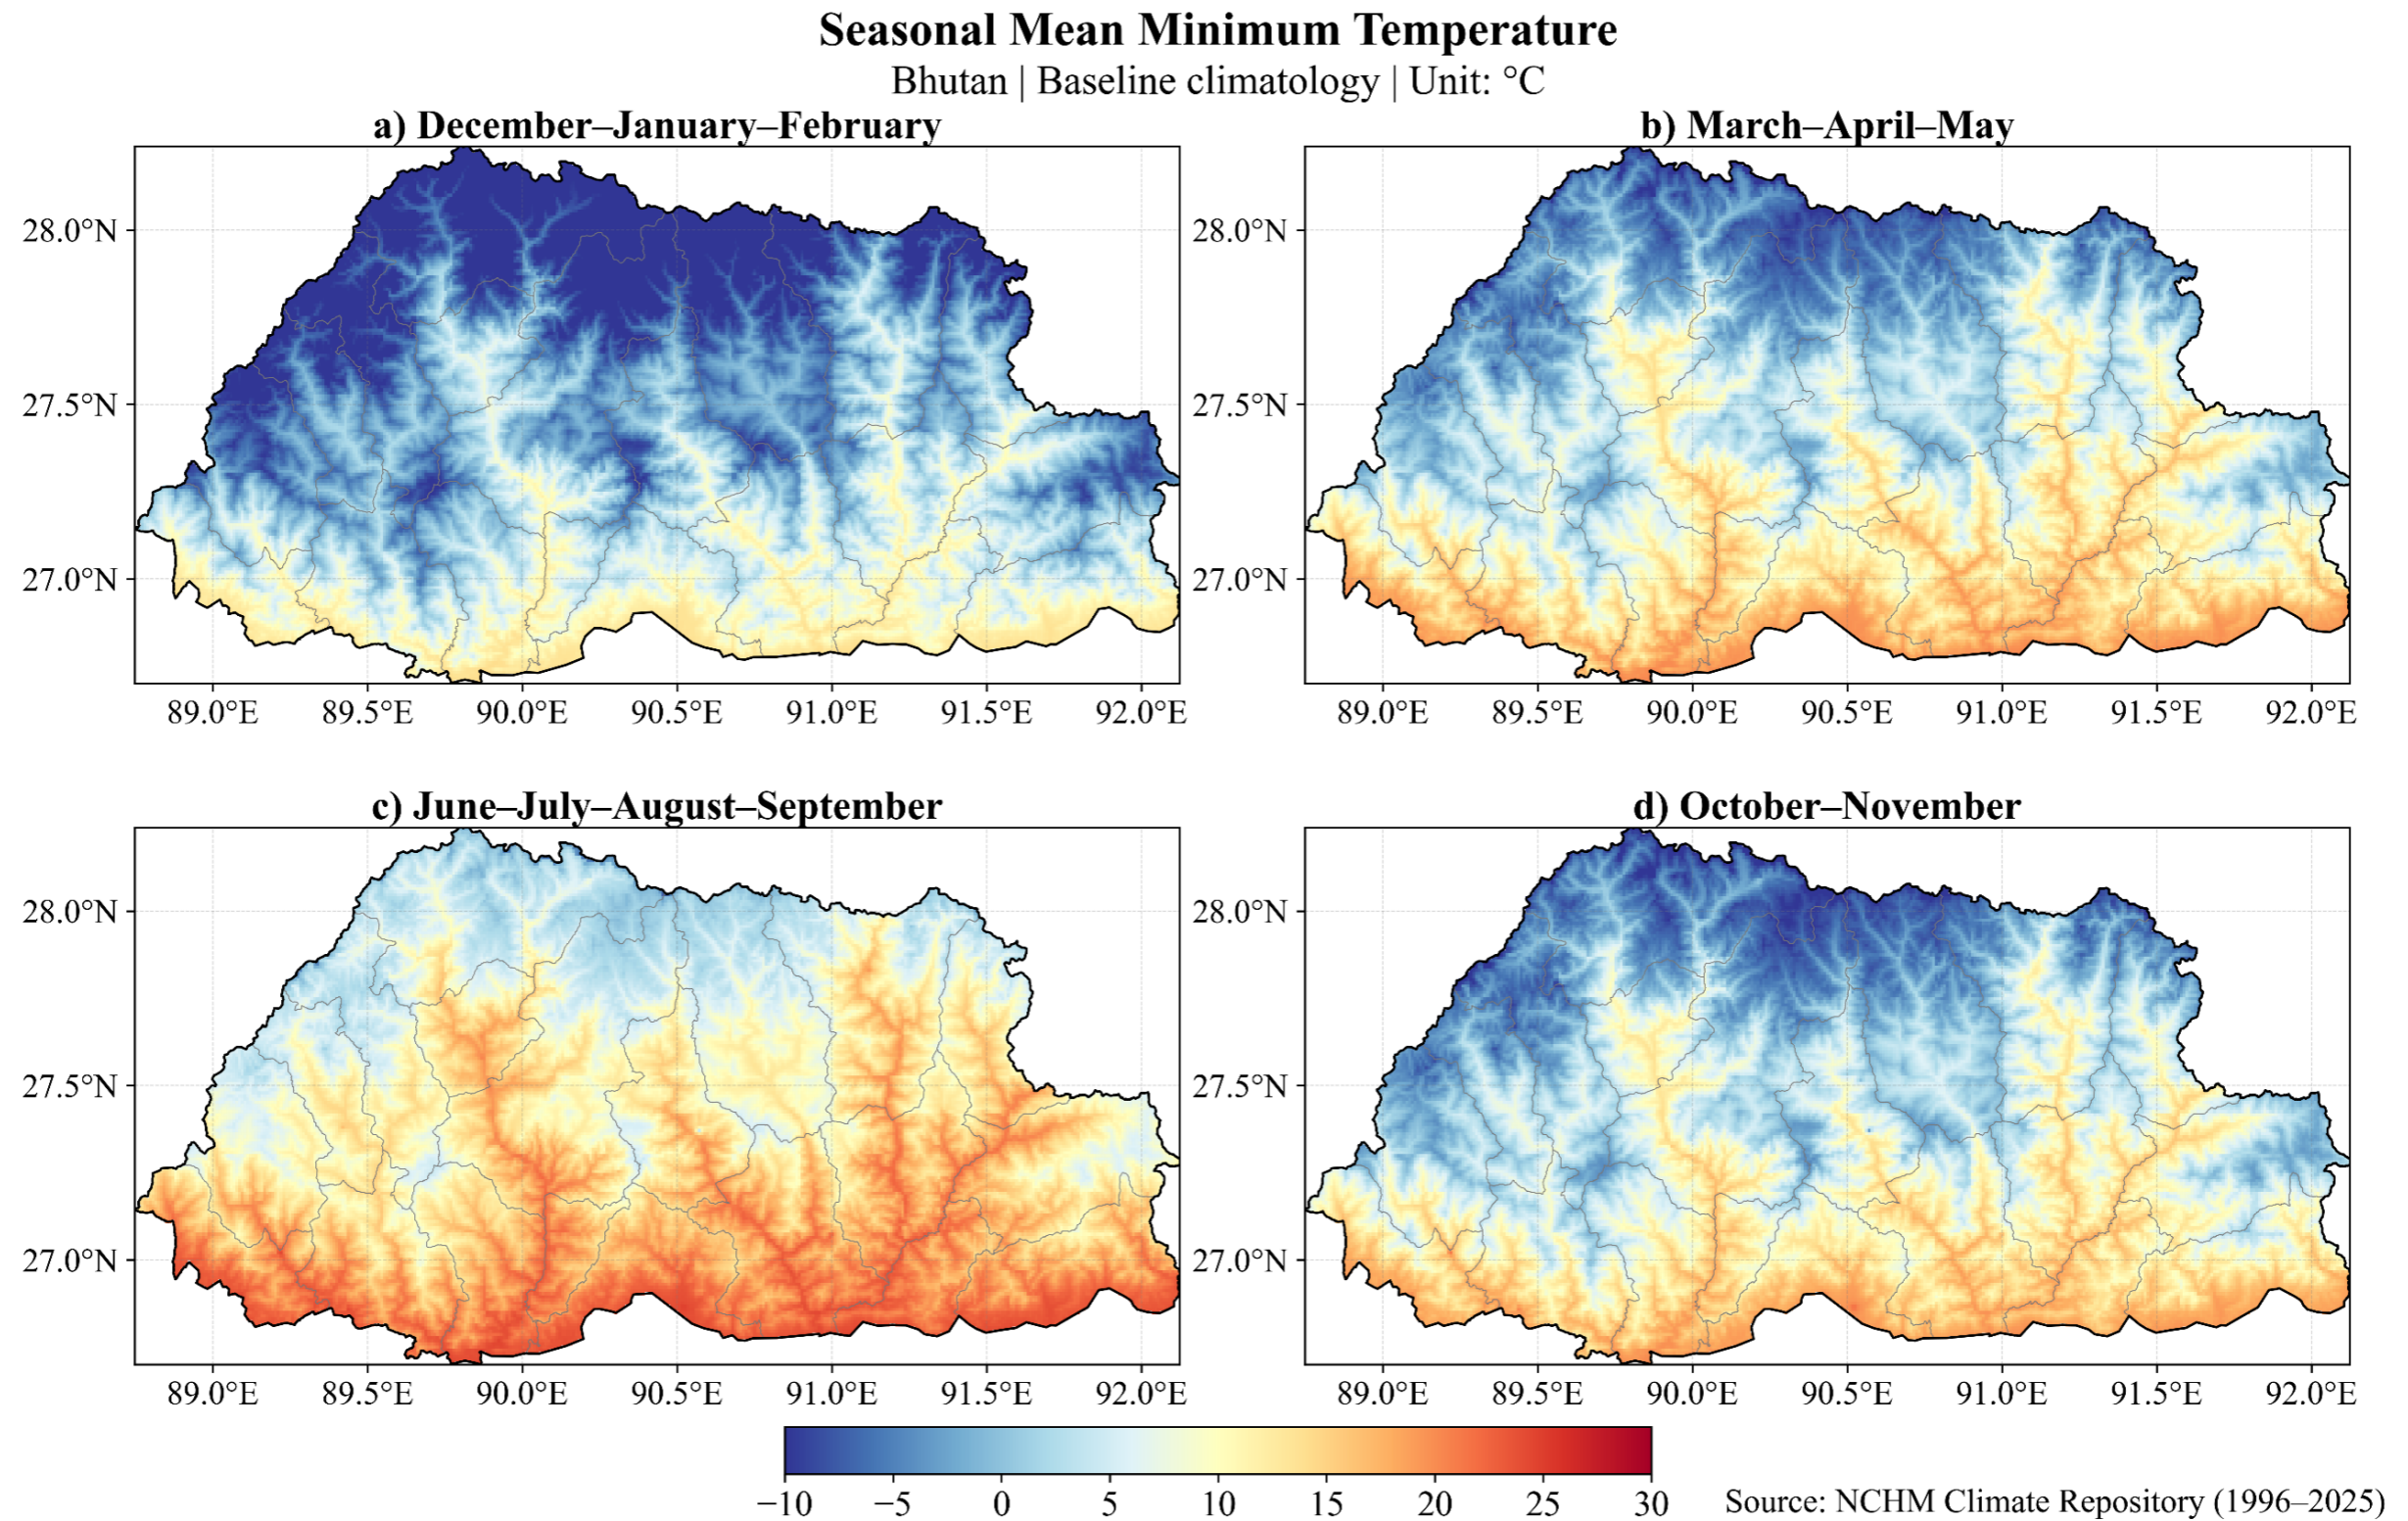 Seasonal Mean Minimum Temperature
Bhutan | Baseline climatology | Unit: °C
a) December–January–February
28.0°N
27.5°N
27.0°N
89.0°E 89.5°E 90.0°E 90.5°E 91.0°E 91.5°E 92.0°E
b) March–April–May
28.0°N
27.5°N
27.0°N
89.0°E 89.5°E 90.0°E 90.5°E 91.0°E 91.5°E 92.0°E
c) June–July–August–September
28.0°N
27.5°N
27.0°N
89.0°E 89.5°E 90.0°E 90.5°E 91.0°E 91.5°E 92.0°E
d) October–November
28.0°N
27.5°N
27.0°N
89.0°E 89.5°E 90.0°E 90.5°E 91.0°E 91.5°E 92.0°E
−10 −5 0 5 10 15 20 25 30
Source: NCHM Climate Repository (1996–2025)